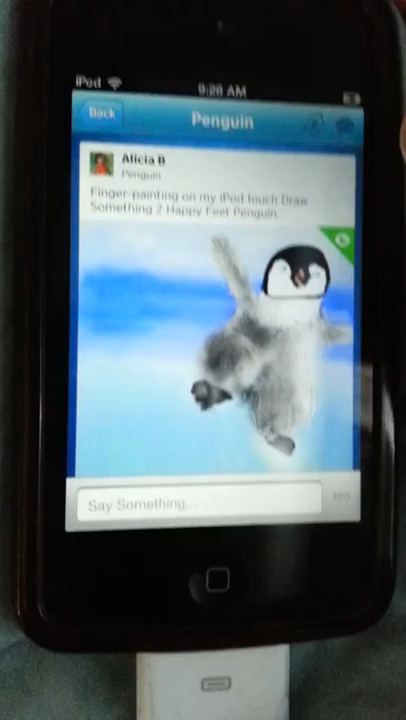 iPod
9:28 AM
Back
Penguin
Alicia B
Penguin
Finger-painting on my iPod touch Draw
Something 2 Happy Feet Penguin
Say Something...